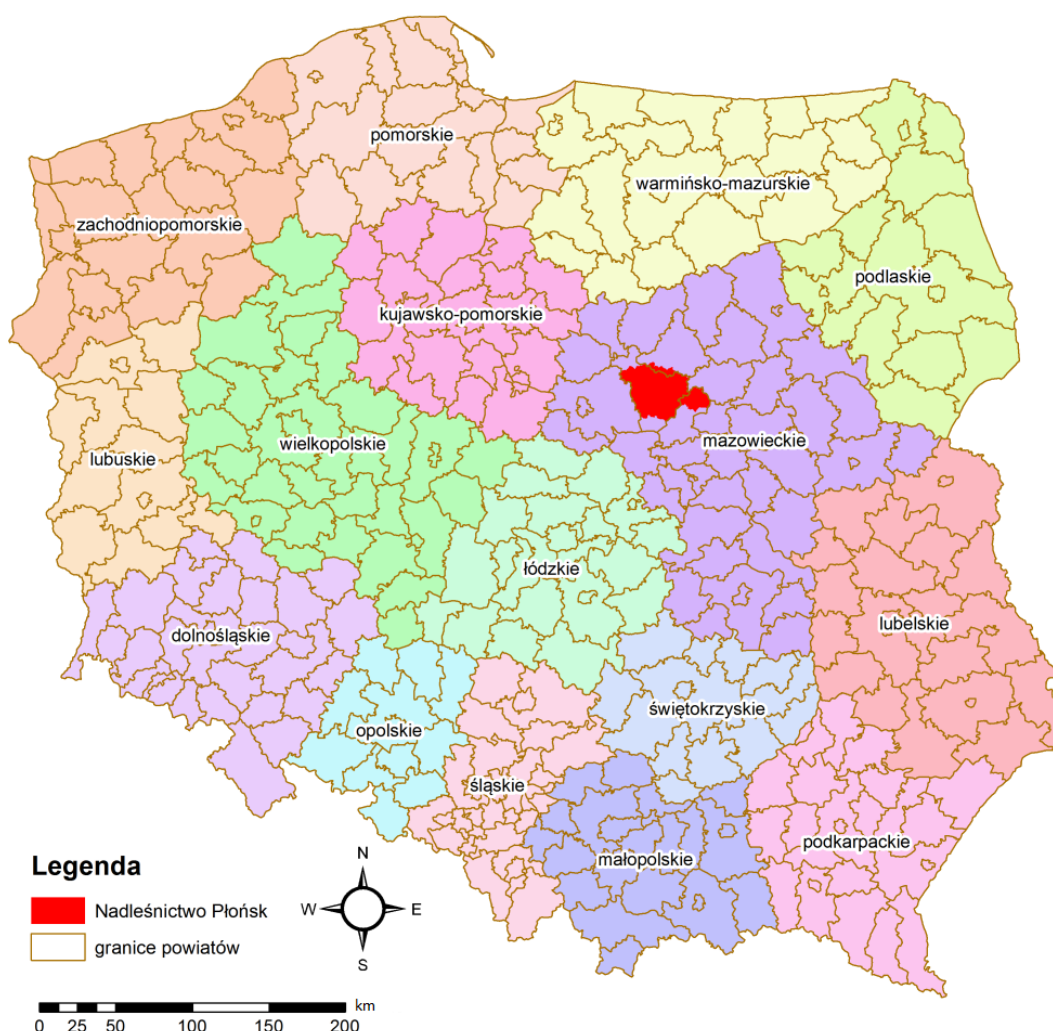 pomorskie
warmińsko-mazurskie
zachodniopomorskie
podlaskie
kujawsko-pomorskie
mazowieckie
wielkopolskie
lubuskie
łódzkie
lubelskie
dolnośląskie
świętokrzyskie
opolskie
śląskie
podkarpackie
małopolskie
Legenda
Nadleśnictwo Płońsk
granice powiatów
N
W
E
S
km
0 25 50 100 150 200